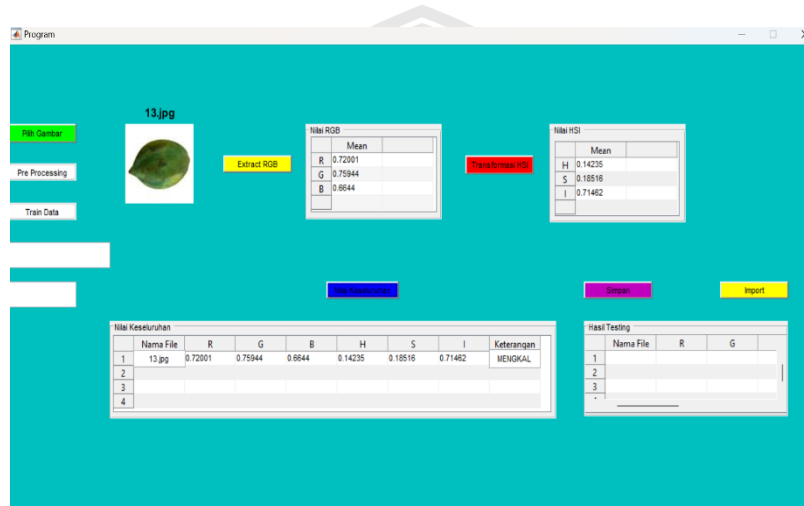 Program
13.jpg
Pilih Gambar
Pre Processing
Train Data
Extract RGB
Nilai RGB
Mean
R 0.72001
G 0.75944
B 0.6644
Transformasi HSI
Nilai HSI
Mean
H 0.14235
S 0.18516
I 0.71462
Nilai Keseluruhan
Simpan
Import
Nilai Keseluruhan
Nama File R G B H S I Keterangan
1 13.jpg 0.72001 0.75944 0.6644 0.14235 0.18516 0.71462 MENGKAL
2
3
4
Hasil Testing
Nama File R G
1
2
3